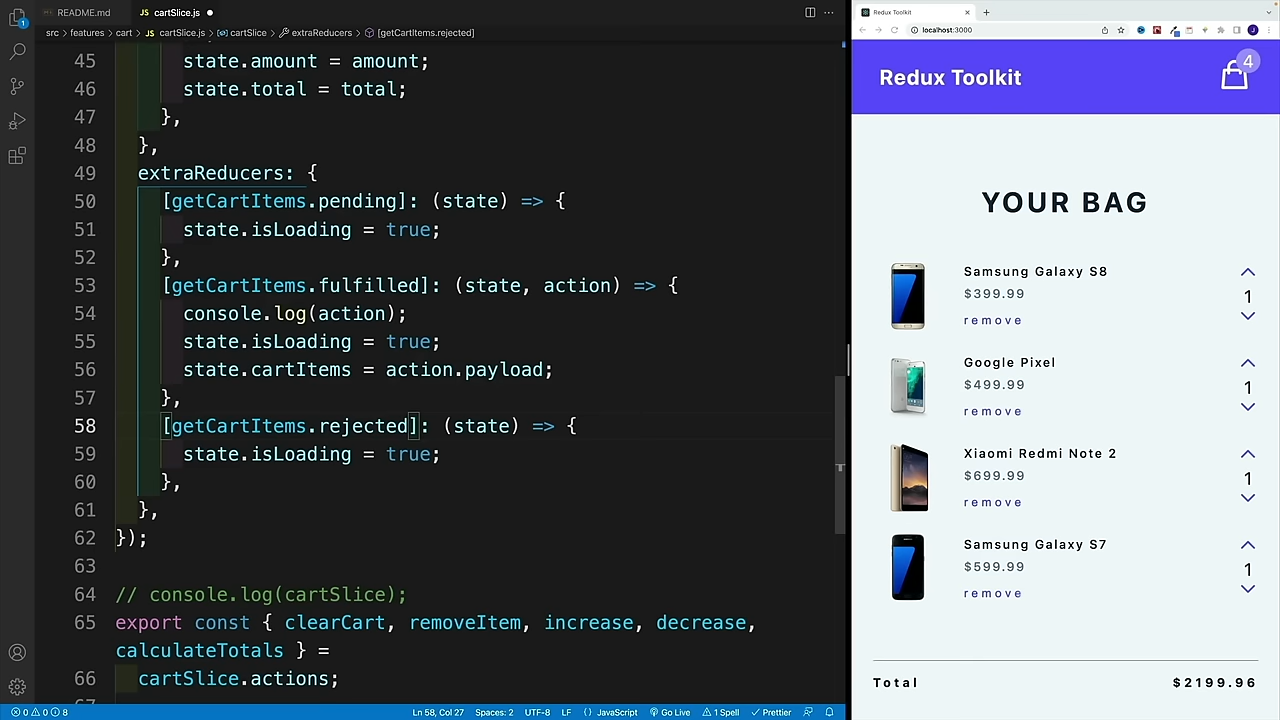 README.md
JS cartSlice.js
src > features > cart > JS
cartSlice > extraReducers > [getCartItems.rejected]
45 state.amount = amount;
46 state.total = total;
47 },
48 },
49 extraReducers: {
50 [getCartItems.pending]: (state) => {
51 state.isLoading = true;
52 },
53 [getCartItems.fulfilled]: (state, action) => {
54 console.log(action);
55 state.isLoading = true;
56 state.cartItems = action.payload;
57 },
58 [getCartItems.rejected]: (state) => {
59 state.isLoading = true;
60 },
61 },
62 });
63
64 // console.log(cartSlice);
65 export const { clearCart, removeItem, increase, decrease,
calculateTotals } =
66 cartSlice.actions;
1
0 0 8
Ln 58, Col 27 Spaces: 2 UTF-8 LF {} JavaScript Go Live 1 Spell Prettier
Redux Toolkit
localhost:3000
Redux Toolkit
4
YOUR BAG
Samsung Galaxy S8
$399.99
remove
1
Google Pixel
$499.99
remove
1
Xiaomi Redmi Note 2
$699.99
remove
1
Samsung Galaxy S7
$599.99
remove
1
Total $2199.96